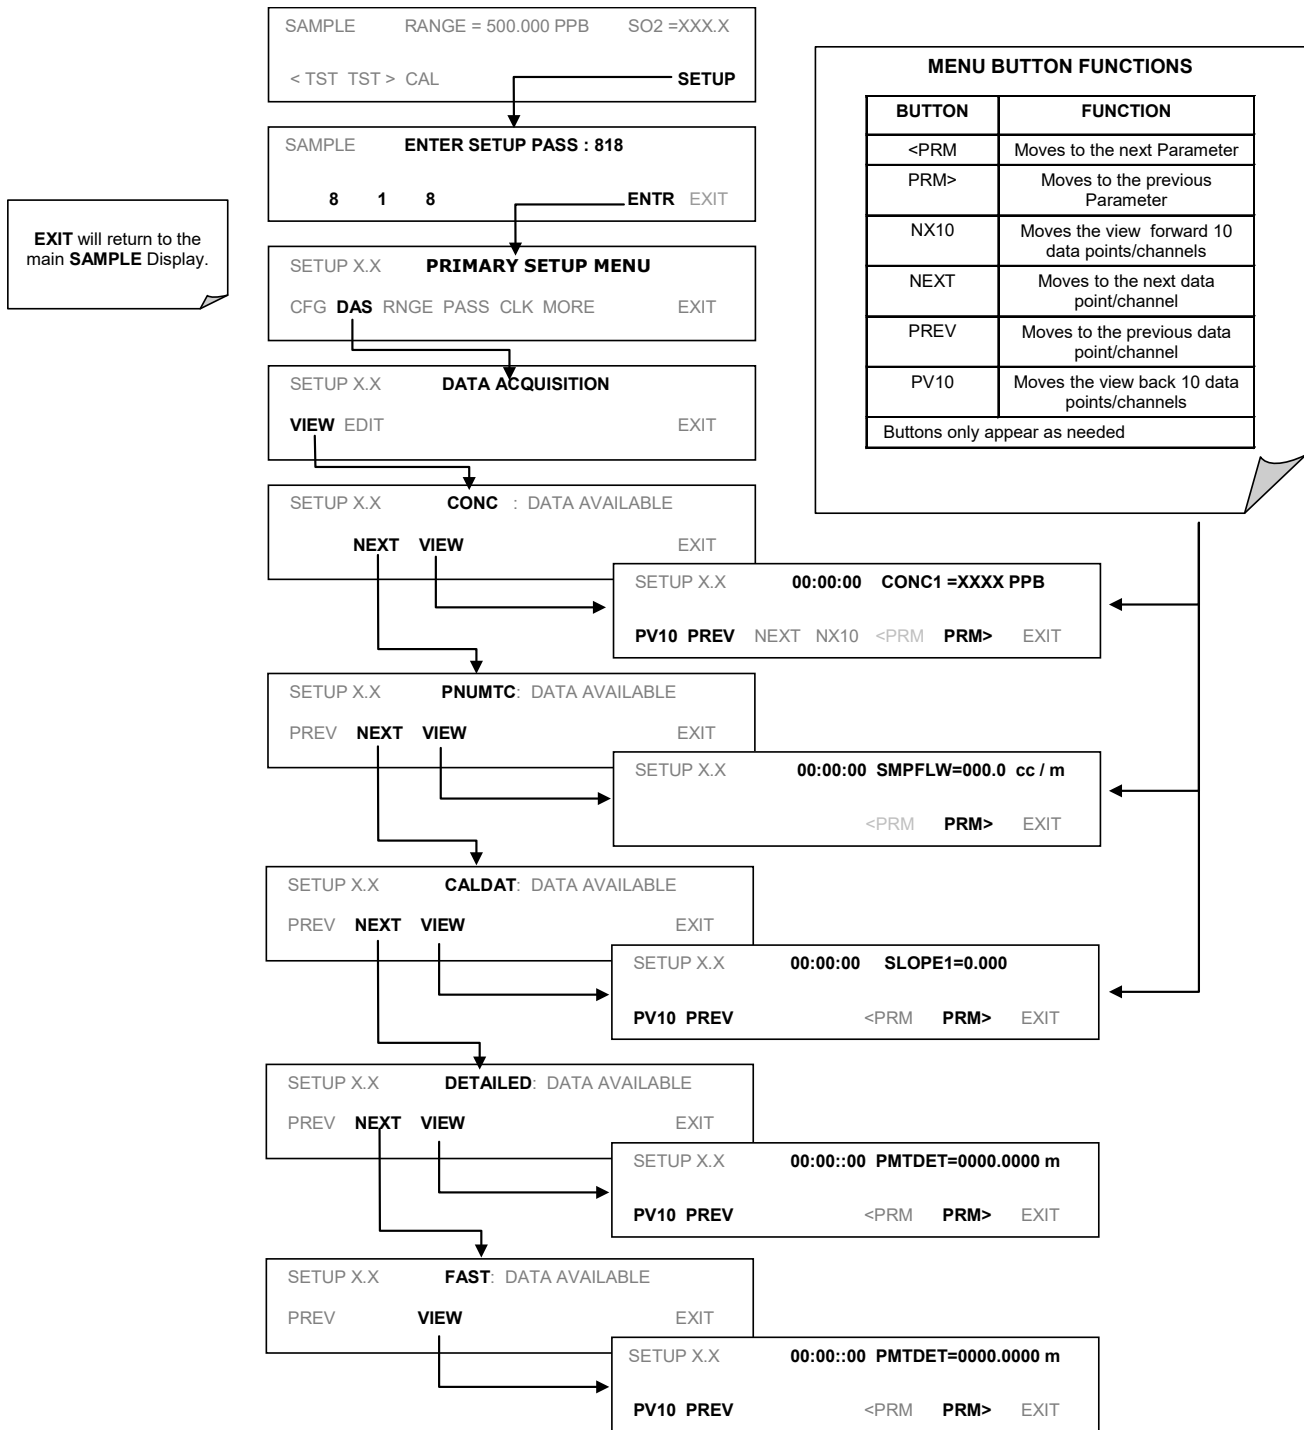 SAMPLE RANGE = 500.000 PPB SO2 =XXX.X
< TST TST > CAL SETUP
SAMPLE ENTER SETUP PASS : 818
8 1 8 ENTR EXIT
EXIT will return to the
main SAMPLE Display.
SETUP X.X PRIMARY SETUP MENU
CFG DAS RNGE PASS CLK MORE EXIT
SETUP X.X DATA ACQUISITION
VIEW EDIT EXIT
SETUP X.X CONC : DATA AVAILABLE
NEXT VIEW EXIT
SETUP X.X 00:00:00 CONC1 =XXXX PPB
PV10 PREV NEXT NX10 <PRM PRM> EXIT
SETUP X.X PNUMTC: DATA AVAILABLE
PREV NEXT VIEW EXIT
SETUP X.X 00:00:00 SMPFLW=000.0 cc / m
<PRM PRM> EXIT
SETUP X.X CALDAT: DATA AVAILABLE
PREV NEXT VIEW EXIT
SETUP X.X 00:00:00 SLOPE1=0.000
PV10 PREV <PRM PRM> EXIT
SETUP X.X DETAILED: DATA AVAILABLE
PREV NEXT VIEW EXIT
SETUP X.X 00:00::00 PMTDET=0000.0000 m
PV10 PREV <PRM PRM> EXIT
SETUP X.X FAST: DATA AVAILABLE
PREV VIEW EXIT
SETUP X.X 00:00::00 PMTDET=0000.0000 m
PV10 PREV <PRM PRM> EXIT
MENU BUTTON FUNCTIONS
BUTTON FUNCTION
<PRM Moves to the next Parameter
PRM> Moves to the previous
Parameter
NX10 Moves the view forward 10
data points/channels
NEXT Moves to the next data
point/channel
PREV Moves to the previous data
point/channel
PV10 Moves the view back 10 data
points/channels
Buttons only appear as needed